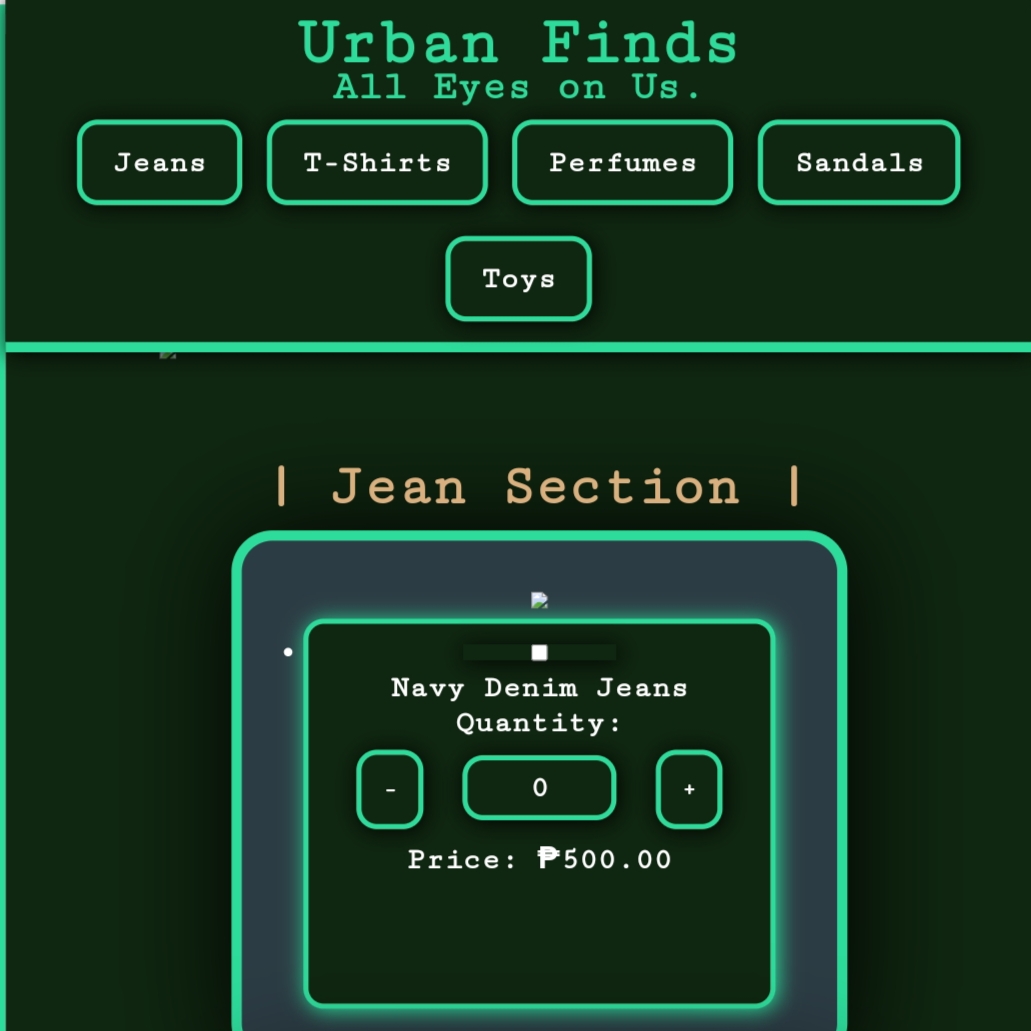 Urban Finds
All Eyes on Us.
Jeans T-Shirts Perfumes Sandals
Toys
| Jean Section |
Navy Denim Jeans
Quantity:
- 0 +
Price: ₱500.00